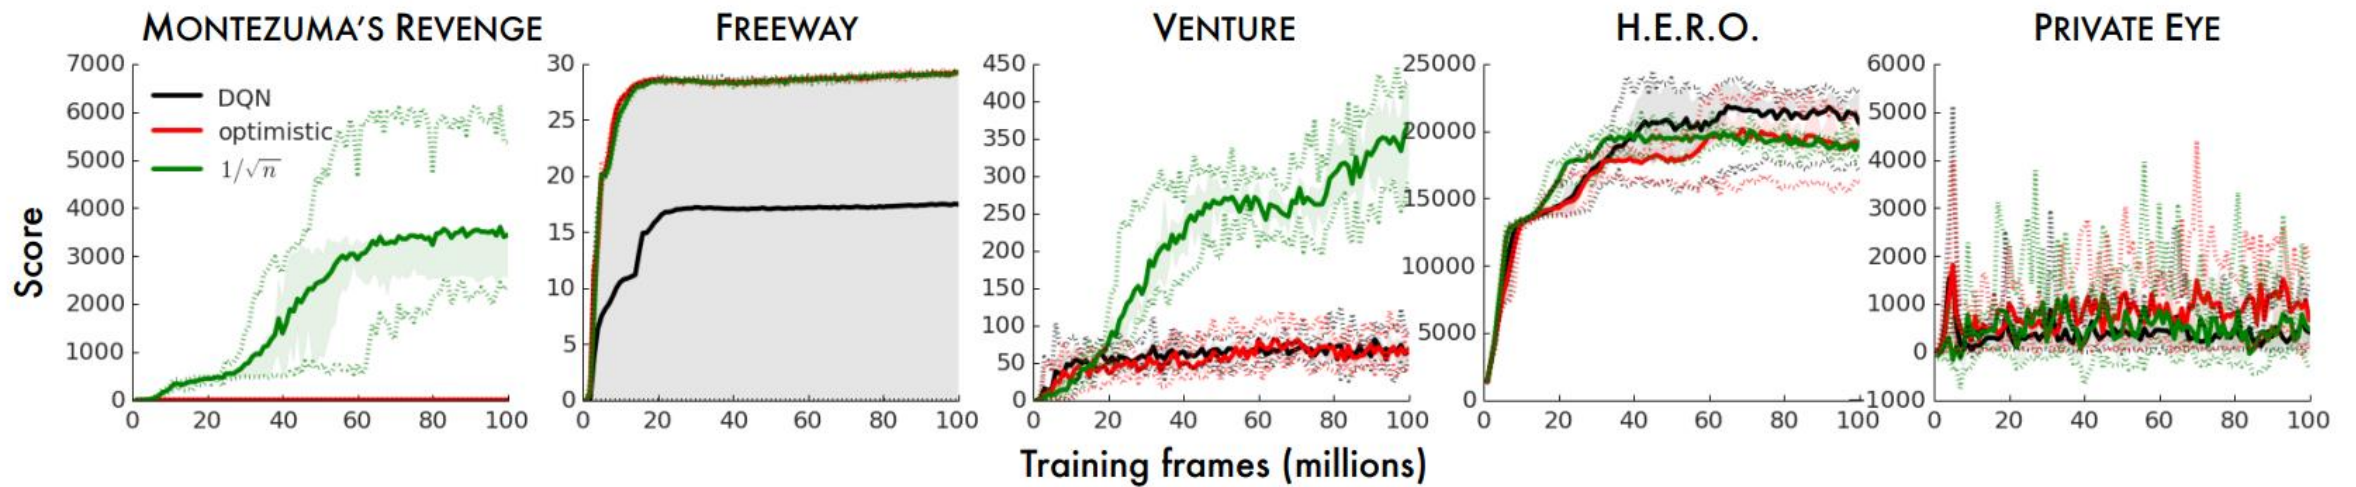 MONTEZUMA'S REVENGE
FREEWAY
VENTURE
H.E.R.O.
PRIVATE EYE
Score
7000
6000
5000
4000
3000
2000
1000
0
DQN
optimistic
1/√n
0 20 40 60 80 100
30
25
20
15
10
5
0
0 20 40 60 80 100
450
400
350
300
250
200
150
100
50
0
0 20 40 60 80 100
25000
20000
15000
10000
5000
0
0 20 40 60 80 100
6000
5000
4000
3000
2000
1000
0
−1000
0 20 40 60 80 100
Training frames (millions)